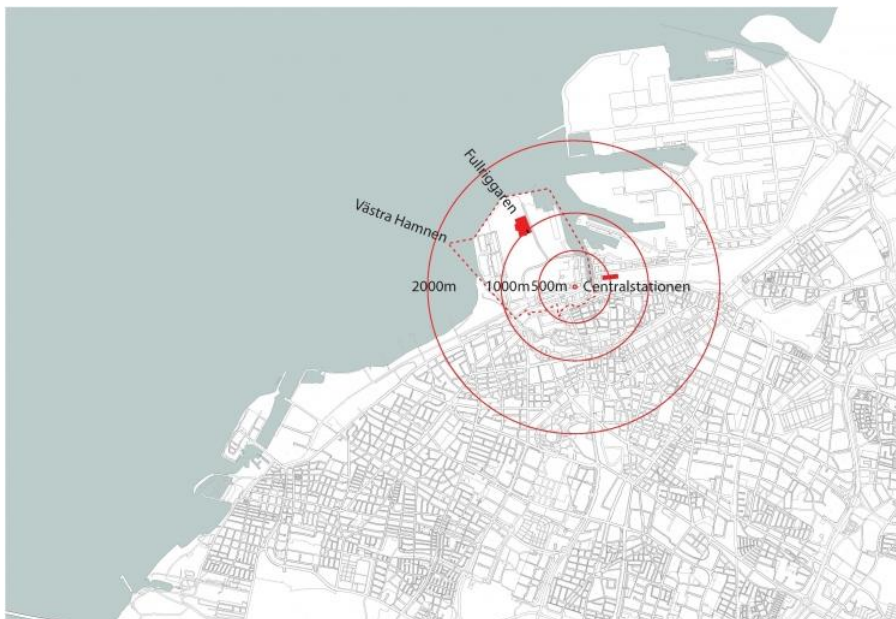 Fullriggaren
Västra Hamnen
2000m
1000m
500m
Centralstationen